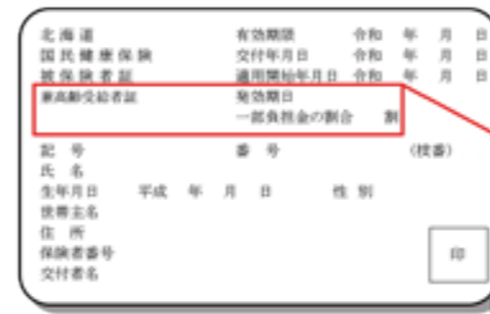 北海道 有効期限 令和 年 月 日
国民健康保険 交付年月日 令和 年 月 日
被保険者証 適用開始年月日 令和 年 月 日
兼高齢受給者証 発効期日
一部負担金の割合 割
記 号 番 号 (枝番)
氏 名
生年月日 平成 年 月 日 性 別
世帯主名
住 所
保険者番号
交付者名
印